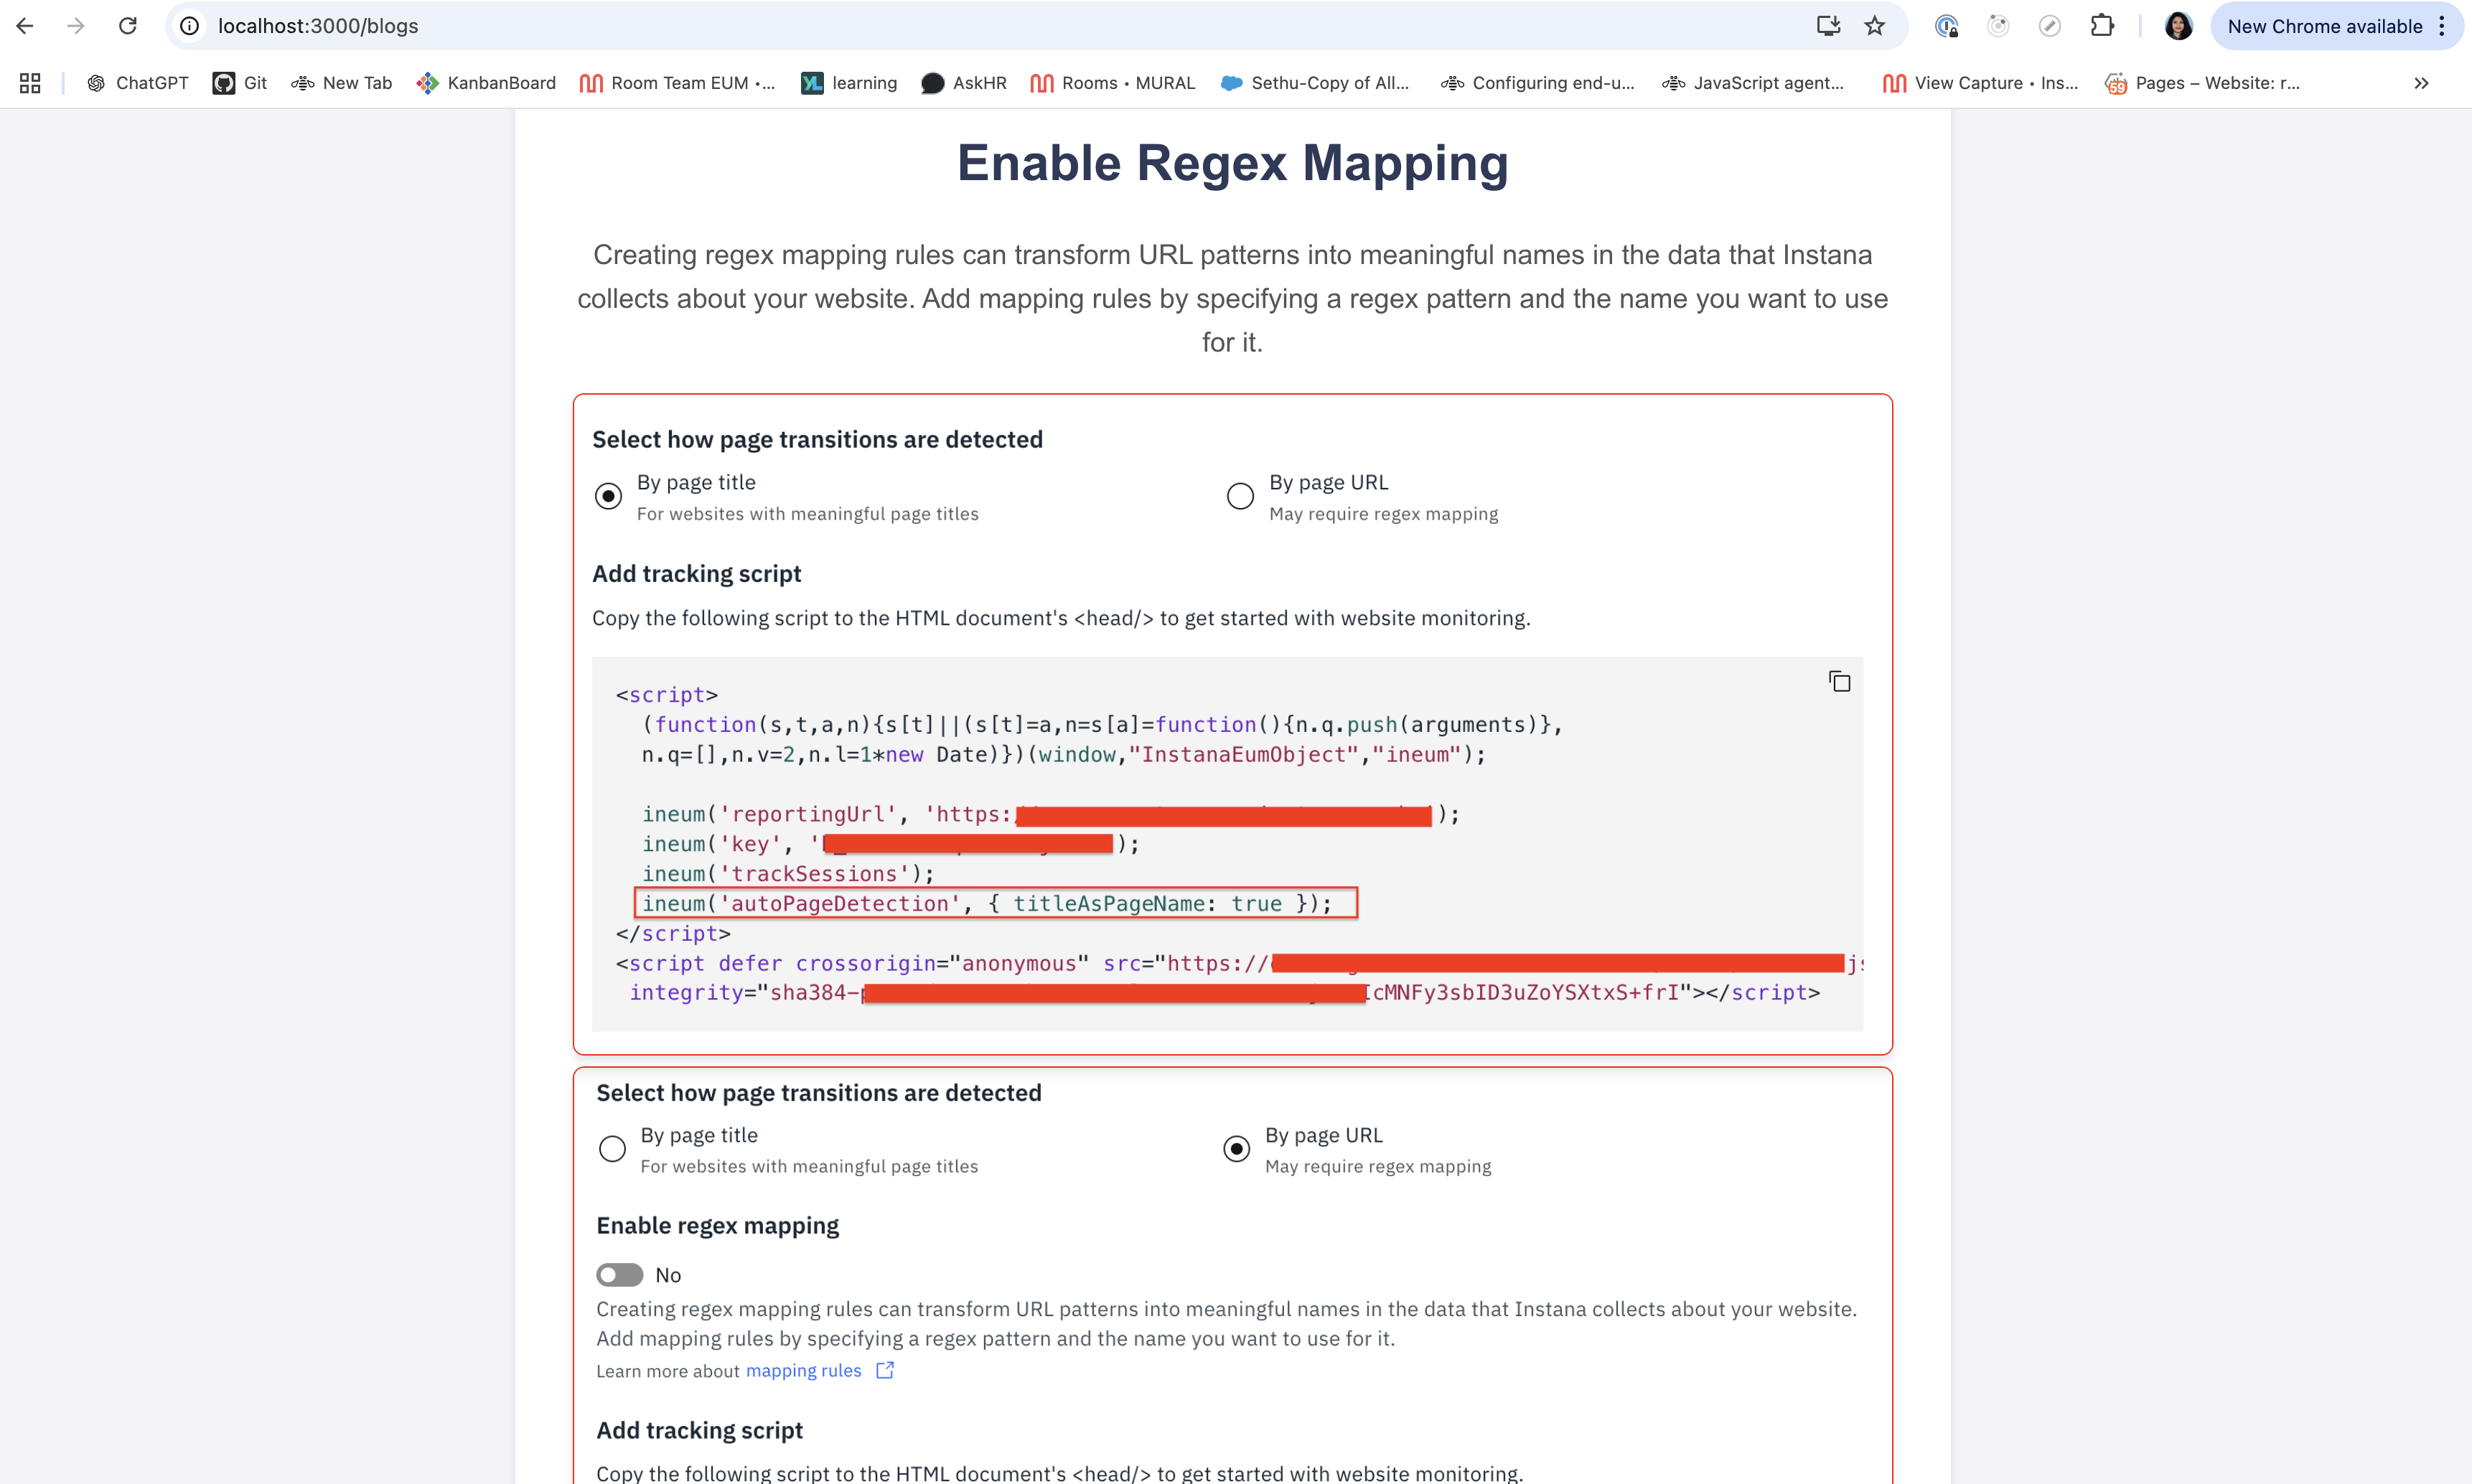 localhost:3000/blogs
New Chrome available
ChatGPT
Git
New Tab
KanbanBoard
Room Team EUM •...
learning
AskHR
Rooms • MURAL
Sethu-Copy of All...
Configuring end-u...
JavaScript agent...
View Capture • Ins...
59
Pages – Website: r...
Enable Regex Mapping
Creating regex mapping rules can transform URL patterns into meaningful names in the data that Instana
collects about your website. Add mapping rules by specifying a regex pattern and the name you want to use
for it.
Select how page transitions are detected
By page title
For websites with meaningful page titles
By page URL
May require regex mapping
Add tracking script
Copy the following script to the HTML document's <head/> to get started with website monitoring.
<script>
(function(s,t,a,n){s[t]||(s[t]=a,n=s[a]=function(){n.q.push(arguments)},
n.q=[],n.v=2,n.l=1*new Date)})(window,"InstanaEumObject","ineum");
ineum('reportingUrl', 'https:/ );
ineum('key', ' );
ineum('trackSessions');
ineum('autoPageDetection', { titleAsPageName: true });
</script>
<script defer crossorigin="anonymous" src="https:// js
integrity="sha384- IcMNFy3sbID3uZoYSXtxS+frI"></script>
Select how page transitions are detected
By page title
For websites with meaningful page titles
By page URL
May require regex mapping
Enable regex mapping
No
Creating regex mapping rules can transform URL patterns into meaningful names in the data that Instana collects about your website.
Add mapping rules by specifying a regex pattern and the name you want to use for it.
Learn more about mapping rules
Add tracking script
Copy the following script to the HTML document's <head/> to get started with website monitoring.